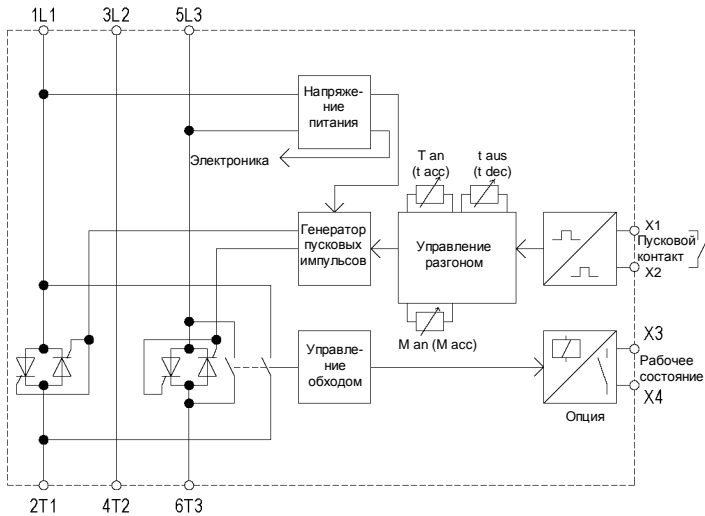 1L1 3L2 5L3
Напряже-
ние
питания
Электроника
T an
(t acc)
t aus
(t dec)
Генератор
пусковых
импульсов
Управление
разгоном
X1
Пусковой
контакт
X2
M an (M acc)
Управле-
ние
обходом
X3
Рабочее
состояние
X4
Опция
2T1 4T2 6T3